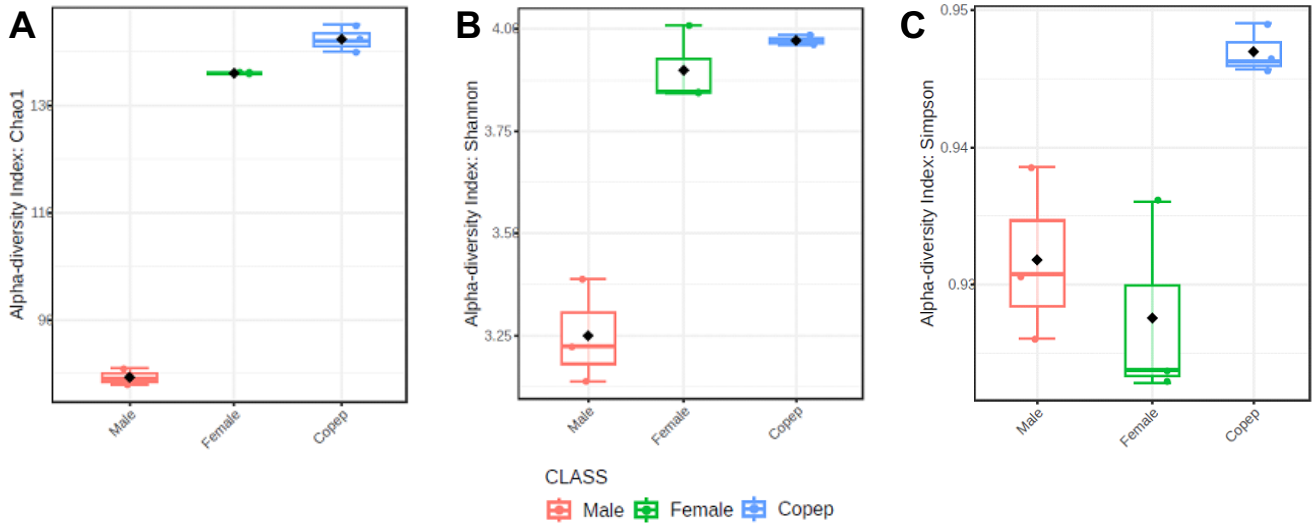 A
Alpha-diversity Index: Chao1
136
116
96
Male
Female
Copep
B
Alpha-diversity Index: Shannon
4.00
3.75
3.50
3.25
Male
Female
Copep
C
Alpha-diversity Index: Simpson
0.95
0.94
0.93
Male
Female
Copep
CLASS
Male Female Copep